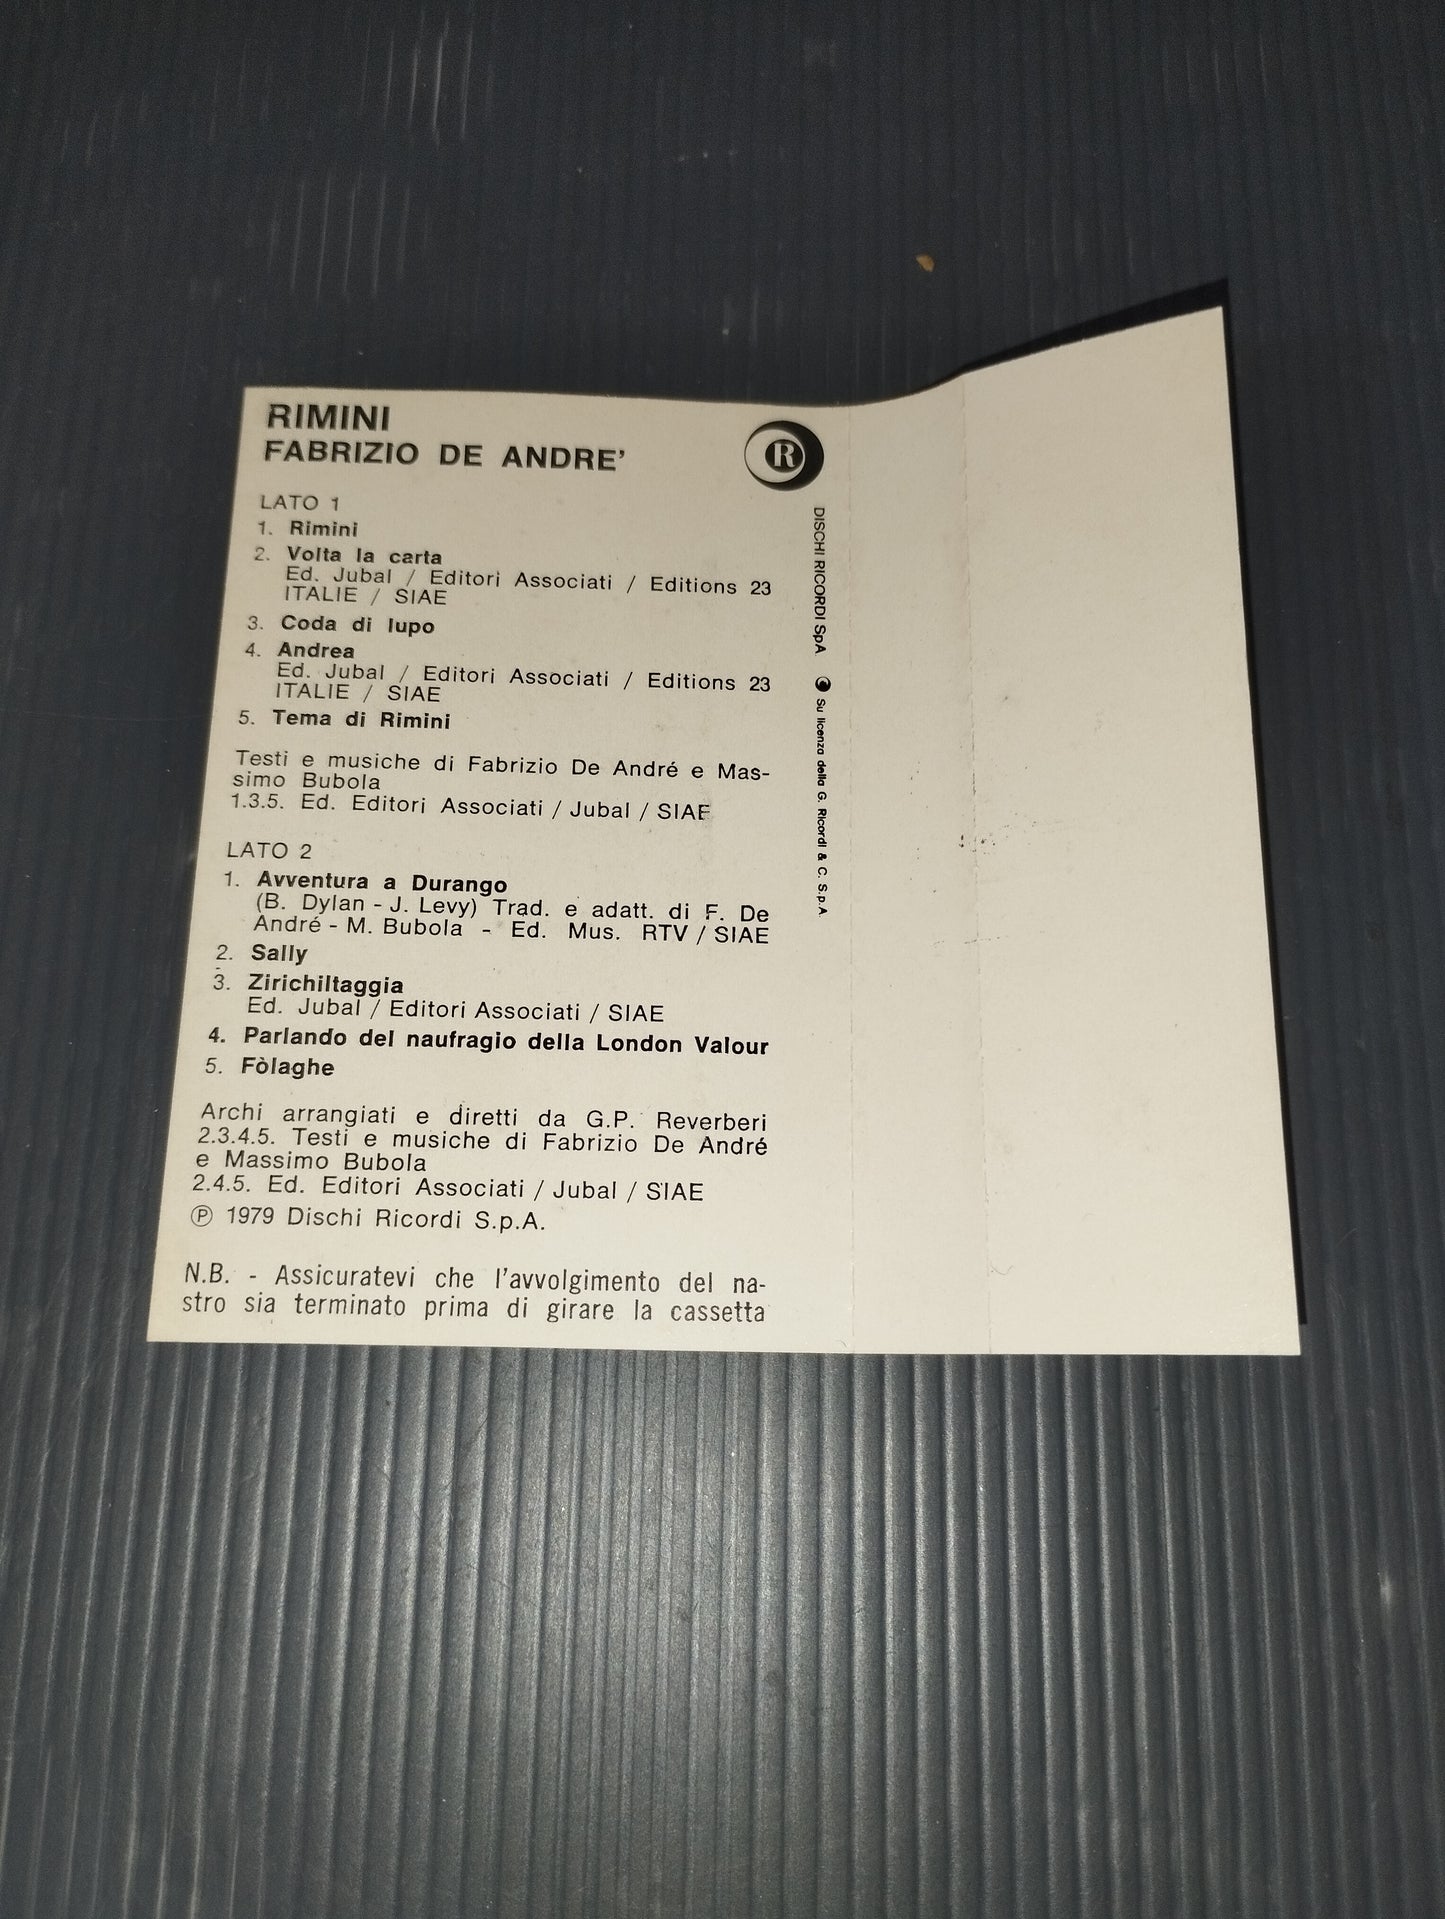 RIMINI
FABRIZIO DE ANDRE’
R
LATO 1
1. Rimini
2. Volta la carta
Ed. Jubal / Editori Associati / Editions 23
ITALIE / SIAE
3. Coda di lupo
4. Andrea
Ed. Jubal / Editori Associati / Editions 23
ITALIE / SIAE
5. Tema di Rimini
Testi e musiche di Fabrizio De André e Mas-
simo Bubola
1.3.5. Ed. Editori Associati / Jubal / SIAE
LATO 2
1. Avventura a Durango
(B. Dylan - J. Levy) Trad. e adatt. di F. De
André - M. Bubola - Ed. Mus. RTV / SIAE
2. Sally
3. Zirichiltaggia
Ed. Jubal / Editori Associati / SIAE
4. Parlando del naufragio della London Valour
5. Fòlaghe
Archi arrangiati e diretti da G.P. Reverberi
2.3.4.5. Testi e musiche di Fabrizio De André
e Massimo Bubola
2.4.5. Ed. Editori Associati / Jubal / SIAE
℗ 1979 Dischi Ricordi S.p.A.
N.B. - Assicuratevi che l’avvolgimento del na-
stro sia terminato prima di girare la cassetta
DISCHI RICORDI SpA Su licenza della G. Ricordi & C. S.p.A